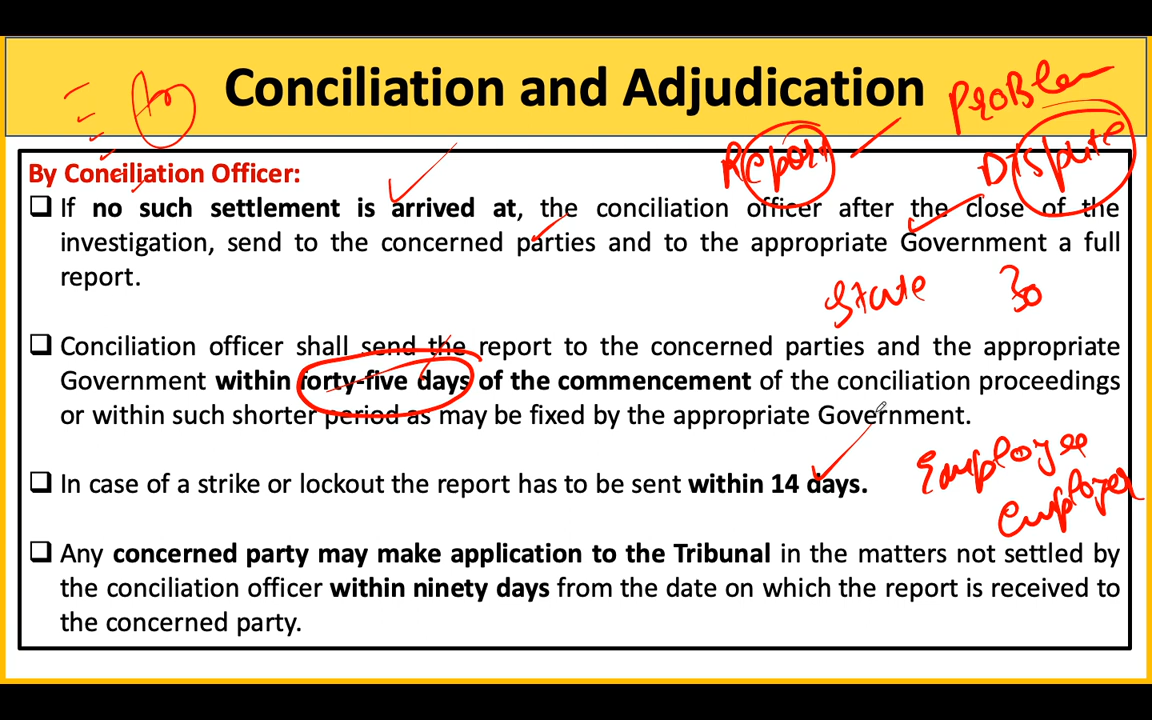 Conciliation and Adjudication
Problem
Report
Dispute
By Conciliation Officer:
❑ If no such settlement is arrived at, the conciliation officer after the close of the
investigation, send to the concerned parties and to the appropriate Government a full
report.
State
30
❑ Conciliation officer shall send the report to the concerned parties and the appropriate
Government within forty-five days of the commencement of the conciliation proceedings
or within such shorter period as may be fixed by the appropriate Government.
❑ In case of a strike or lockout the report has to be sent within 14 days.
Employee
Employer
❑ Any concerned party may make application to the Tribunal in the matters not settled by
the conciliation officer within ninety days from the date on which the report is received to
the concerned party.